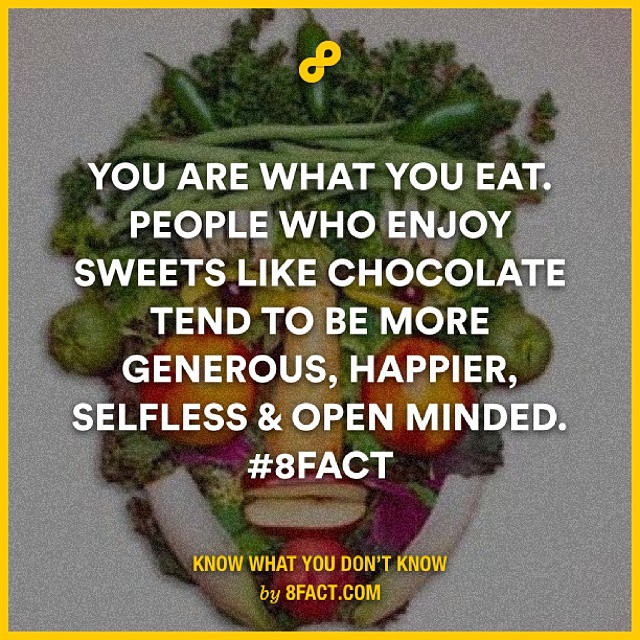 YOU ARE WHAT YOU EAT.
PEOPLE WHO ENJOY
SWEETS LIKE CHOCOLATE
TEND TO BE MORE
GENEROUS, HAPPIER,
SELFLESS & OPEN MINDED.
#8FACT
KNOW WHAT YOU DON'T KNOW
by 8FACT.COM